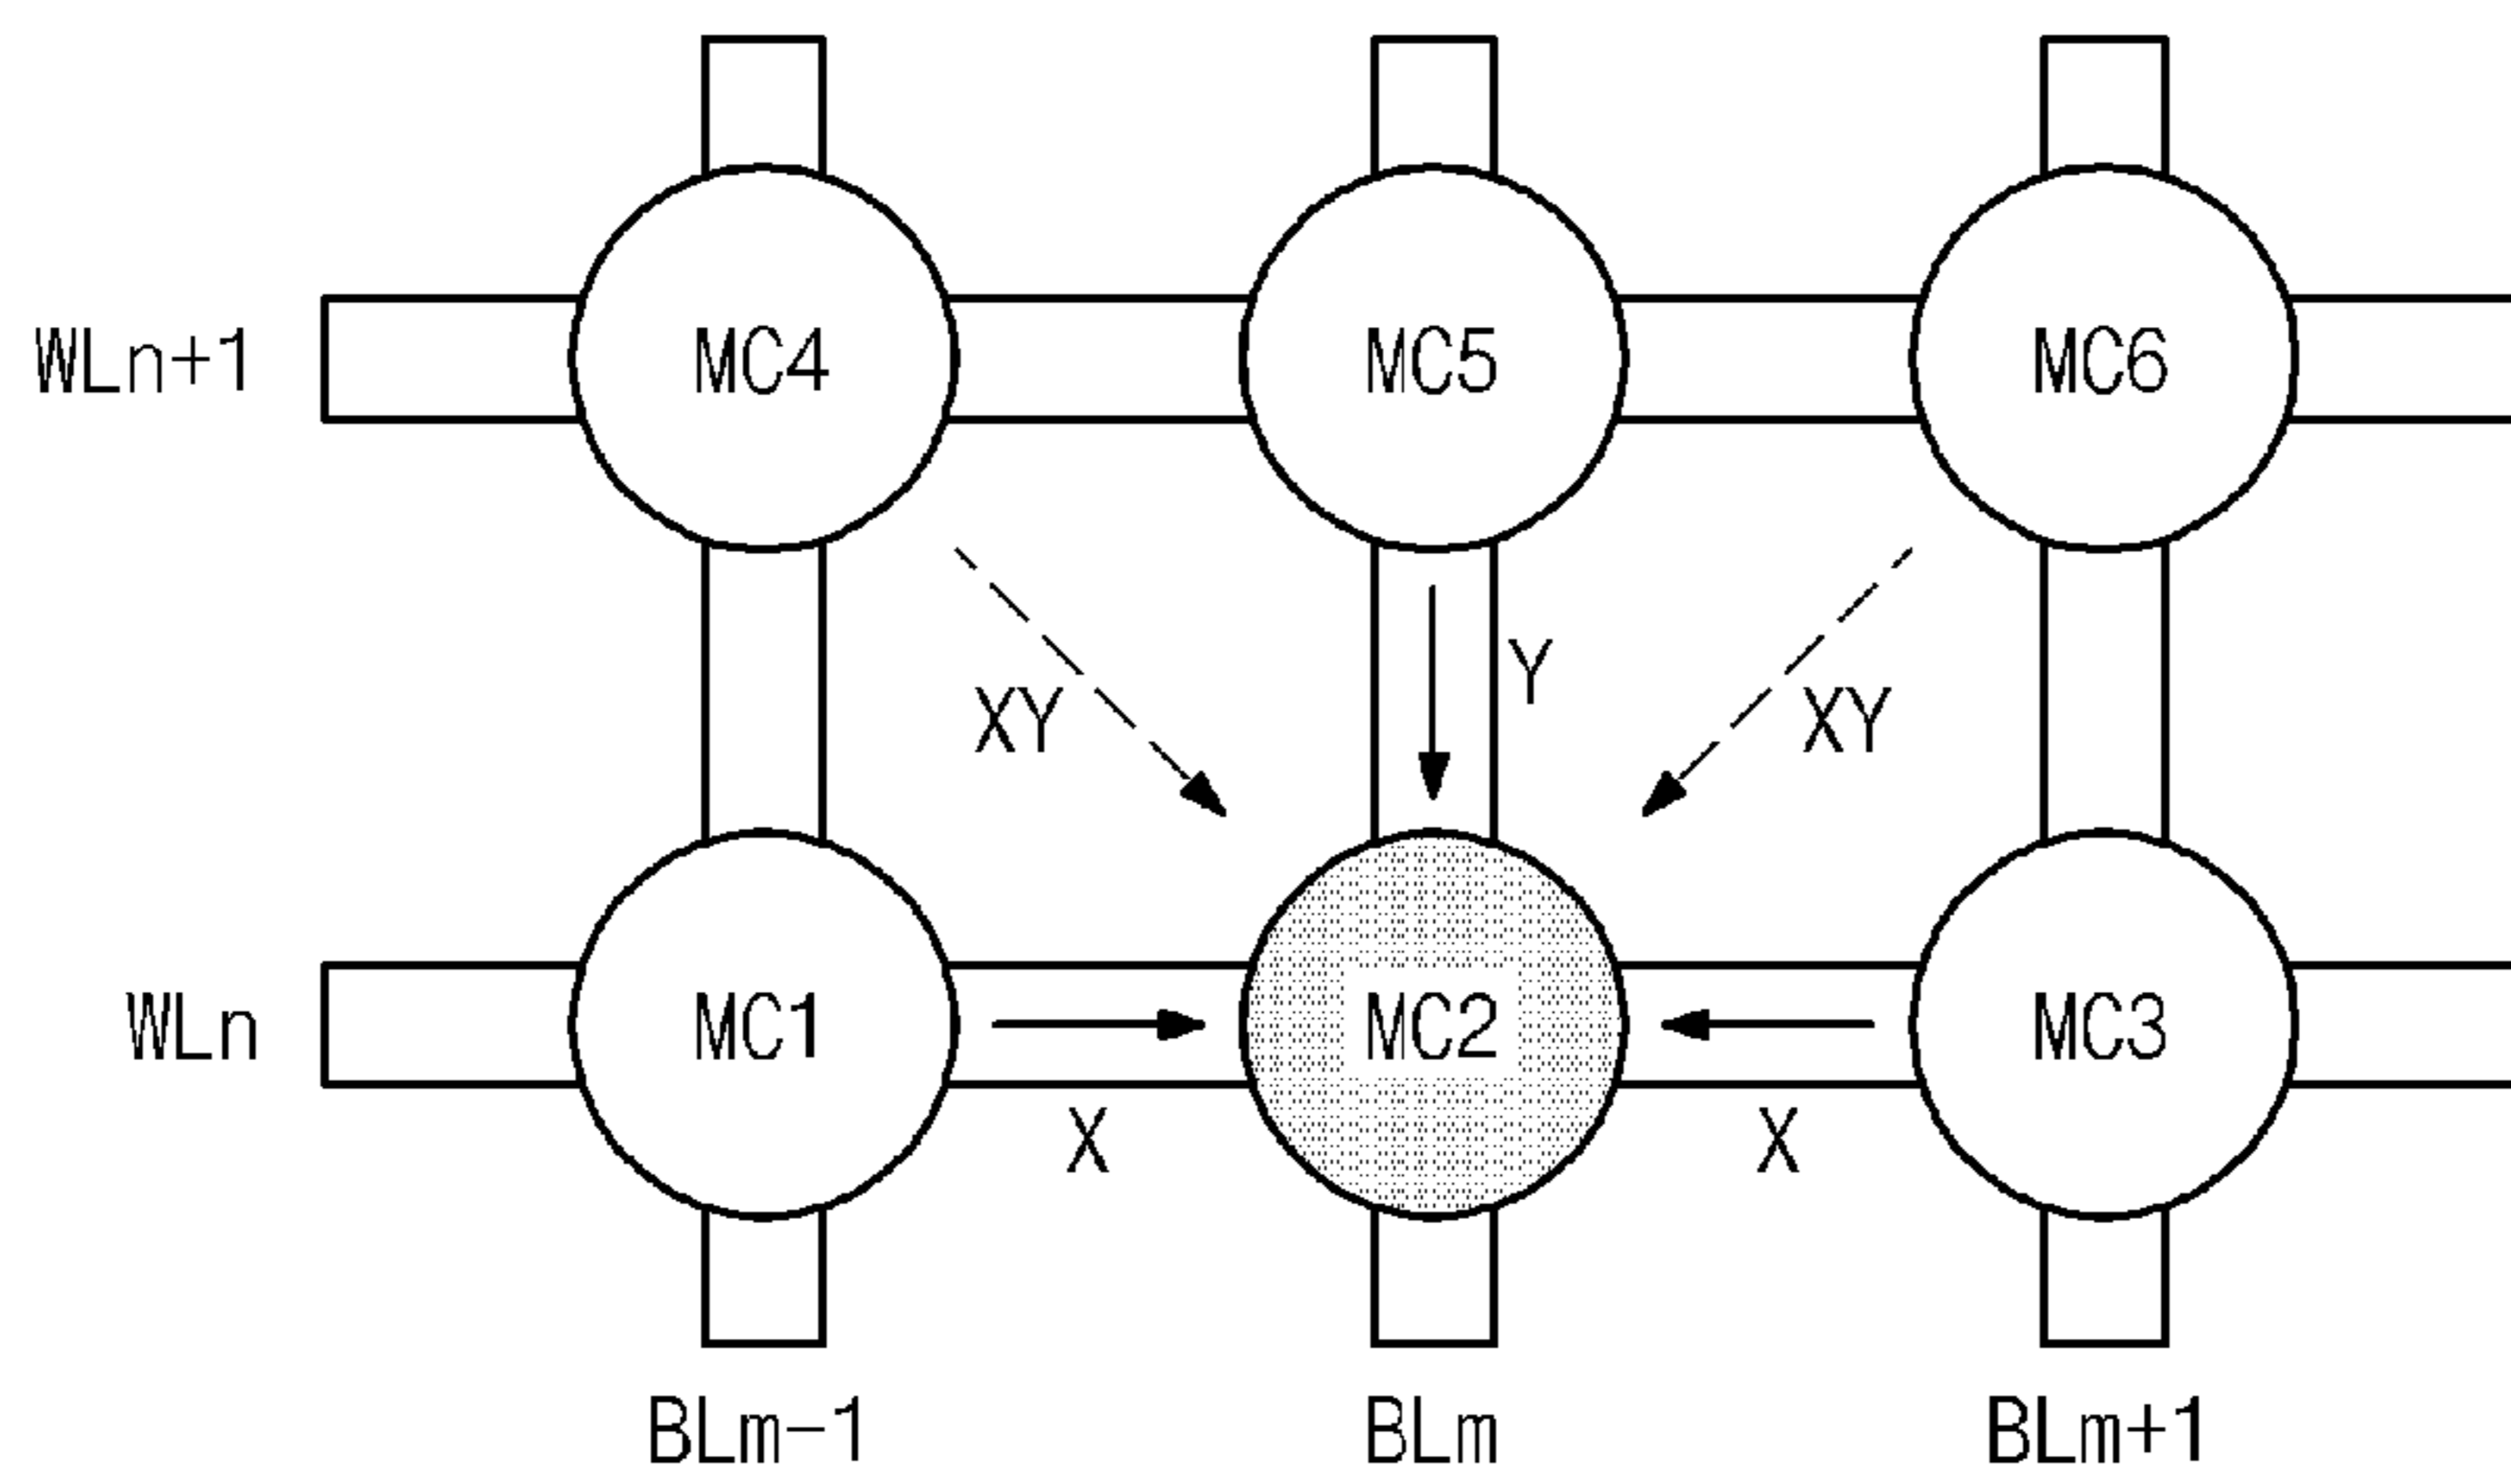 WLn+1 MC4 MC5 MC6
Y
XY XY
WLn MC1 MC2 MC3
X X
BLm-1 BLm BLm+1